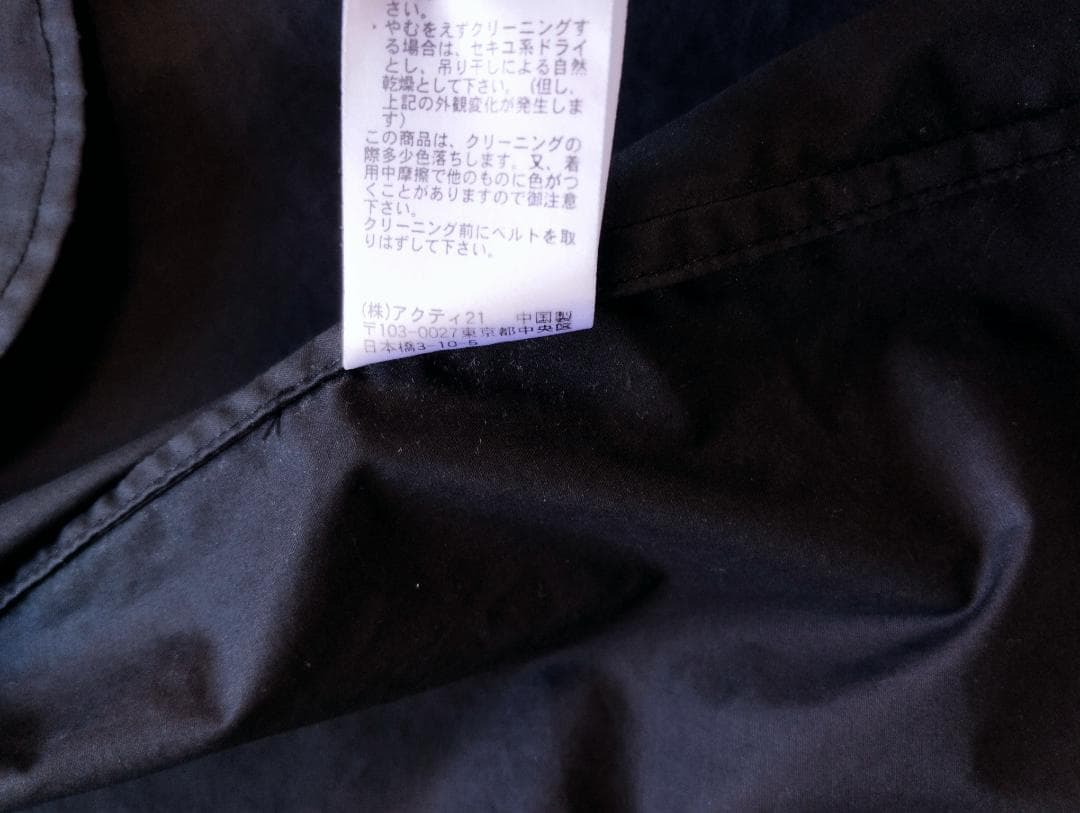 さい。
・やむをえずクリーニングす
る場合は、セキユ系ドライ
とし、吊り干しによる自然
乾燥として下さい。(但し、
上記の外観変化が発生しま
す)
この商品は、クリーニングの
際多少色落ちします。又、着
用中摩擦で他のものに色がつ
くことがありますので御注意
下さい。
クリーニング前にベルトを取
りはずして下さい。
(株)アクティ21 中国製
〒103-0027東京都中央区
日本橋3-10-5